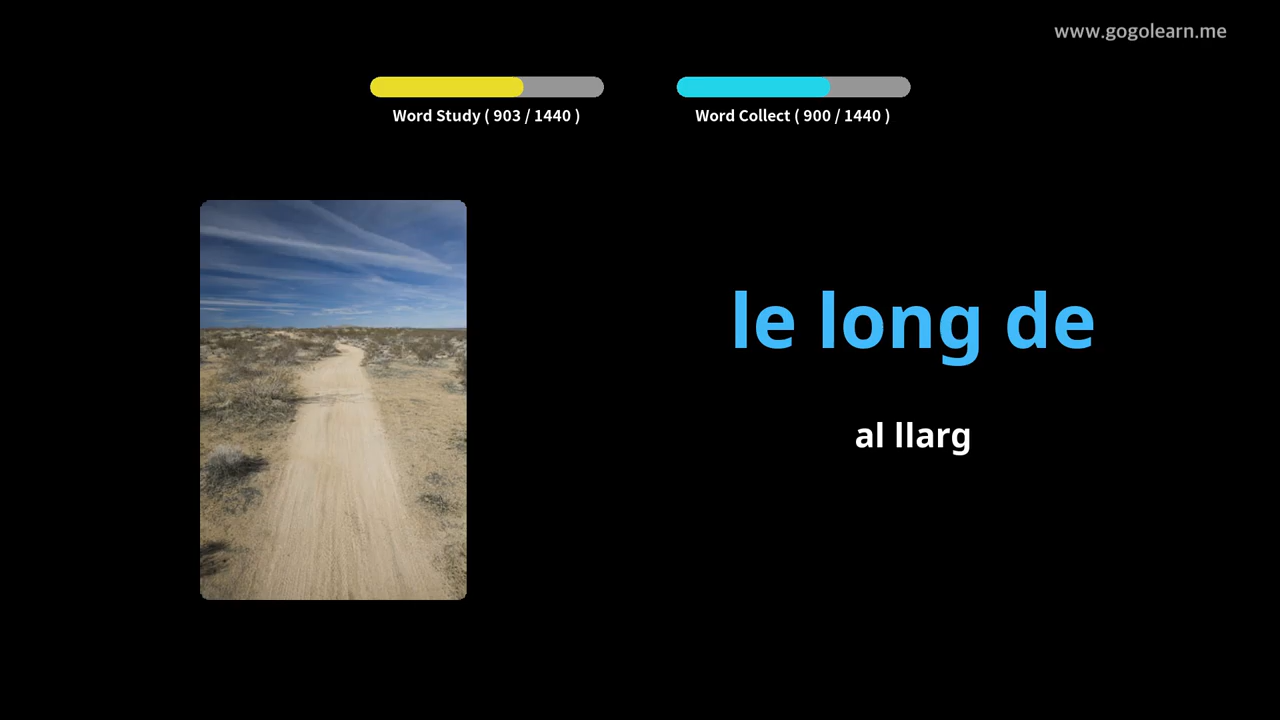 www.gogolearn.me
Word Study ( 903 / 1440 )
Word Collect ( 900 / 1440 )
le long de
al llarg